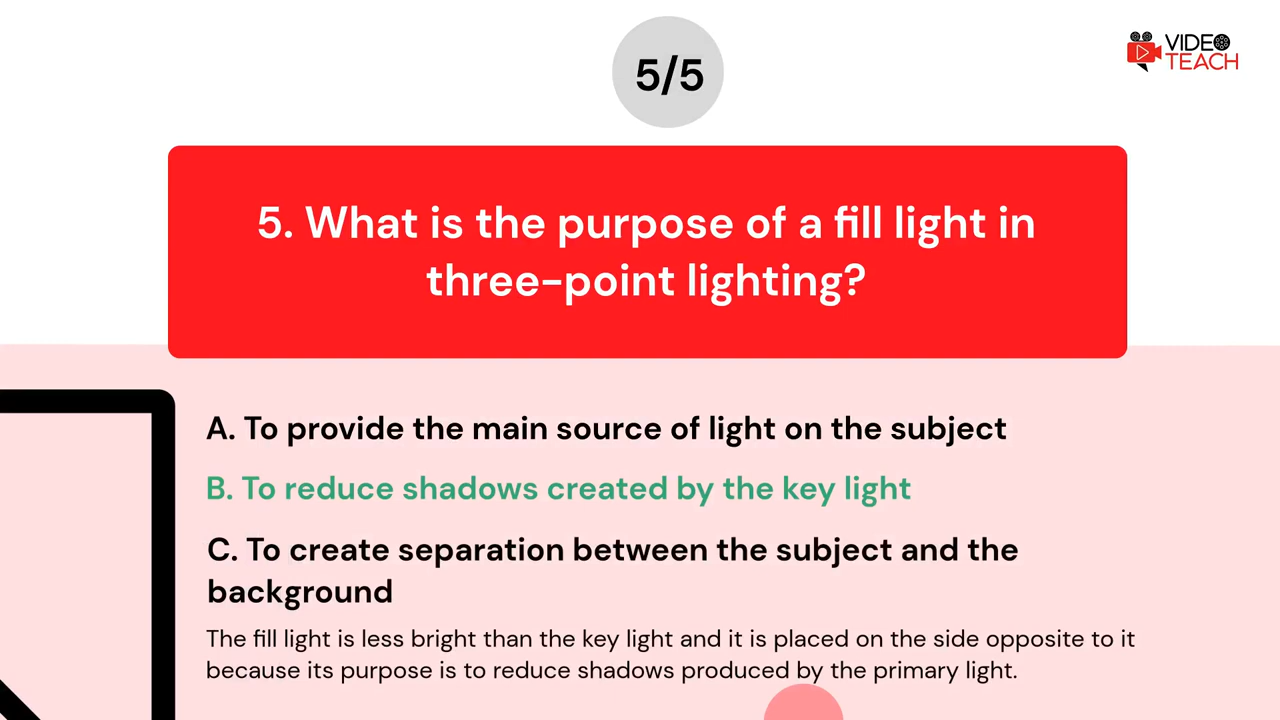 5/5
VIDEO
TEACH
5. What is the purpose of a fill light in
three-point lighting?
A. To provide the main source of light on the subject
B. To reduce shadows created by the key light
C. To create separation between the subject and the
background
The fill light is less bright than the key light and it is placed on the side opposite to it
because its purpose is to reduce shadows produced by the primary light.